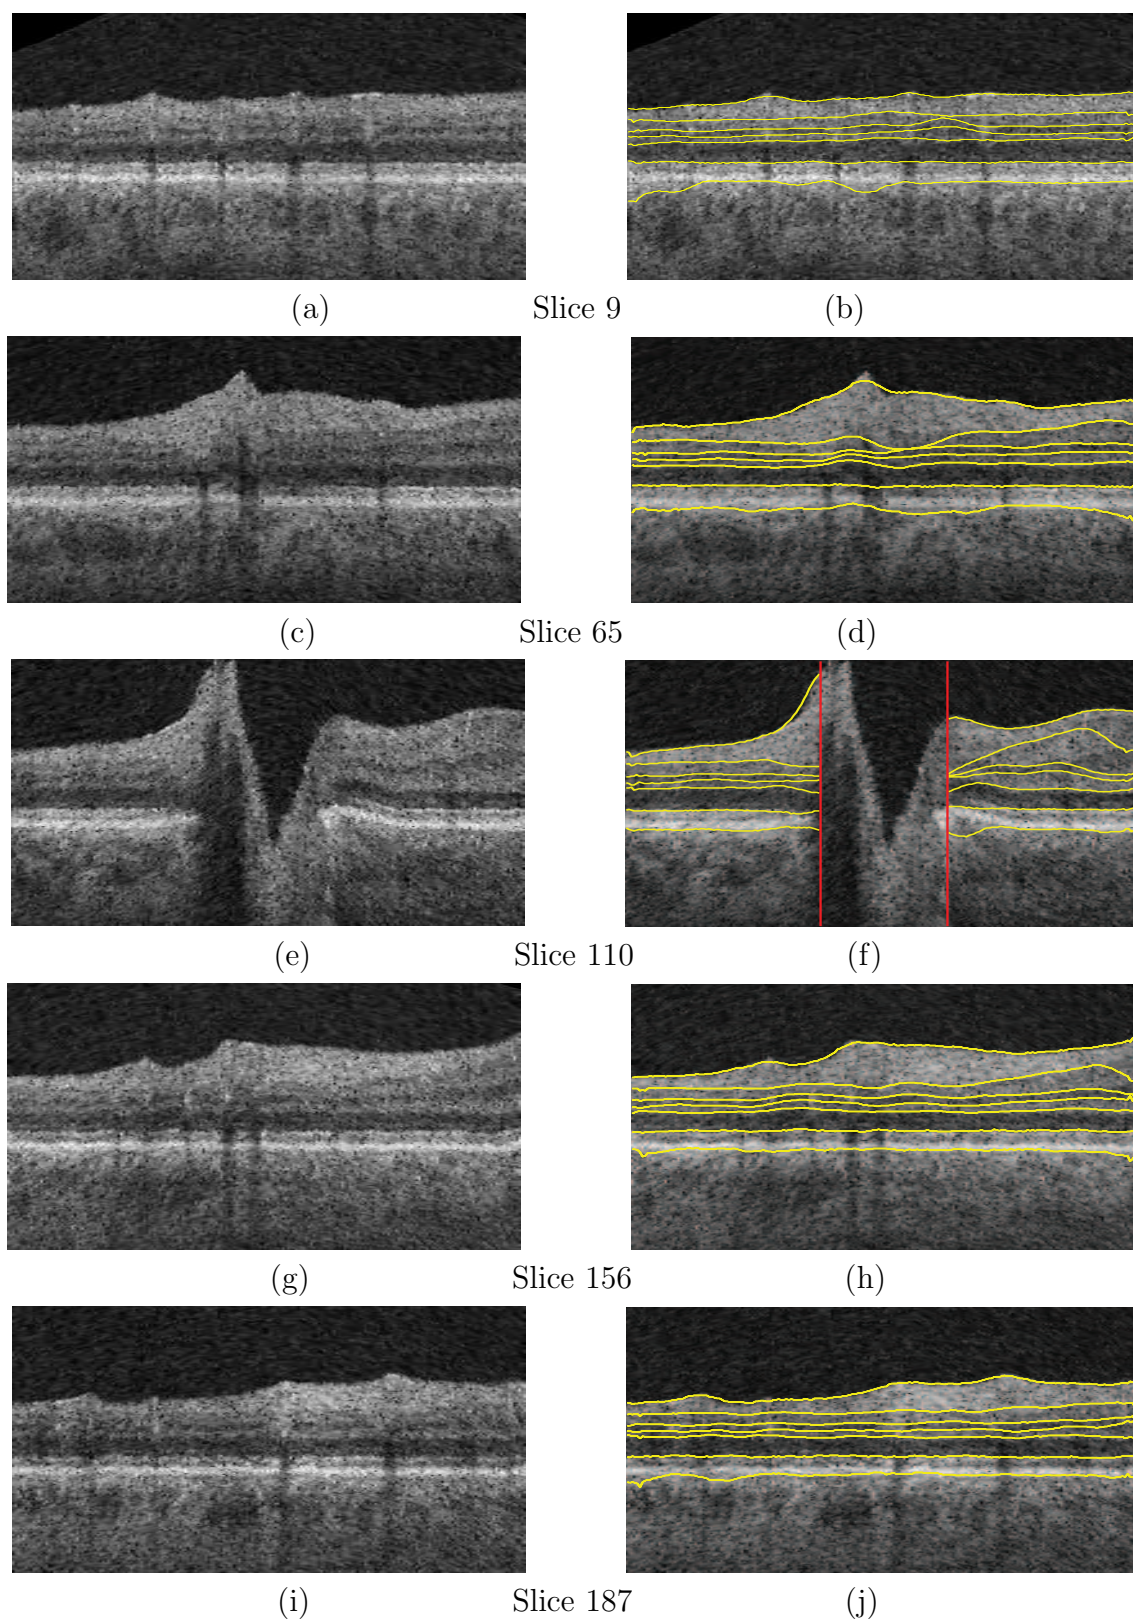 (a) Slice 9 (b)
(c) Slice 65 (d)
(e) Slice 110 (f)
(g) Slice 156 (h)
(i) Slice 187 (j)